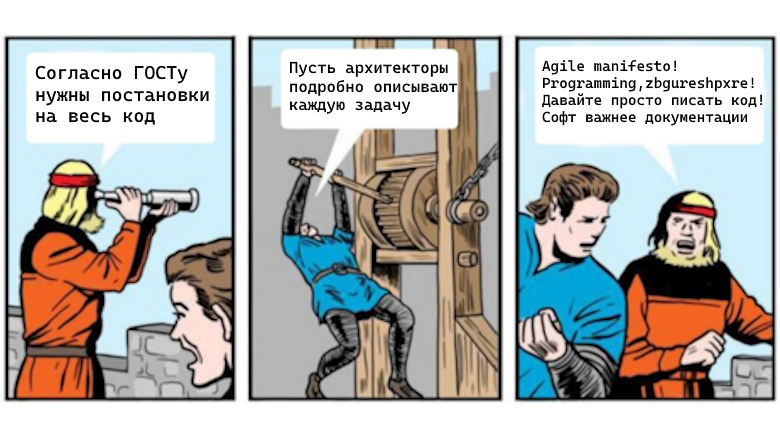 Согласно ГОСТу
нужны постановки
на весь код
Пусть архитекторы
подробно описывают
каждую задачу
Agile manifesto!
Programming,zbgureshpxre!
Давайте просто писать код!
Софт важнее документации